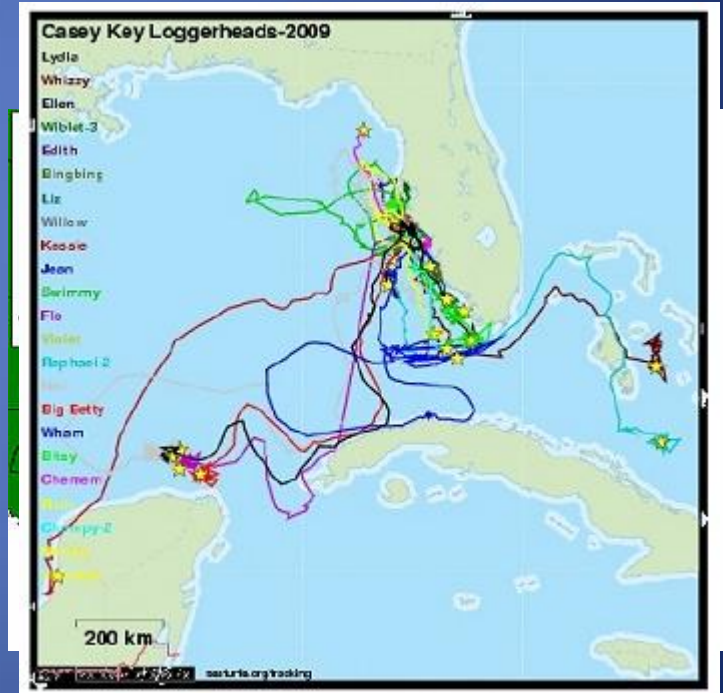 Casey Key Loggerheads-2009
Lydia
Whizzy
Ellen
Wiblet-3
Edith
Bingbing
Liz
Willow
Kassie
Jean
Swimmy
Flo
Violet
Raphael-2
Big Betty
Wham
Bitsy
200 km
seaturtle.org/tracking